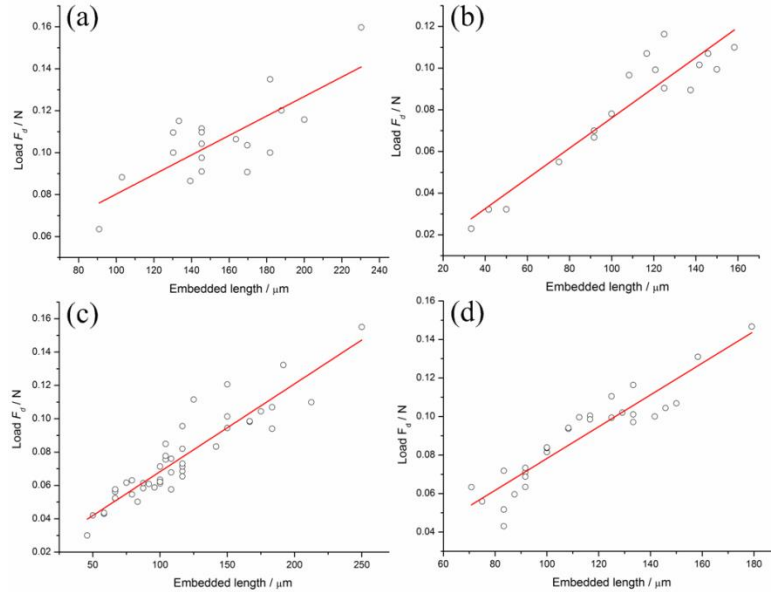 (a)
0.16
0.14
0.12
0.10
0.08
0.06
Load F_d / N
80 100 120 140 160 180 200 220 240
Embedded length / μm
(b)
0.12
0.10
0.08
0.06
0.04
0.02
Load F_d / N
20 40 60 80 100 120 140 160
Embedded length / μm
(c)
0.16
0.14
0.12
0.10
0.08
0.06
0.04
0.02
Load F_d / N
50 100 150 200 250
Embedded length / μm
(d)
0.16
0.14
0.12
0.10
0.08
0.06
0.04
0.02
Load F_d / N
60 80 100 120 140 160 180
Embedded length / μm